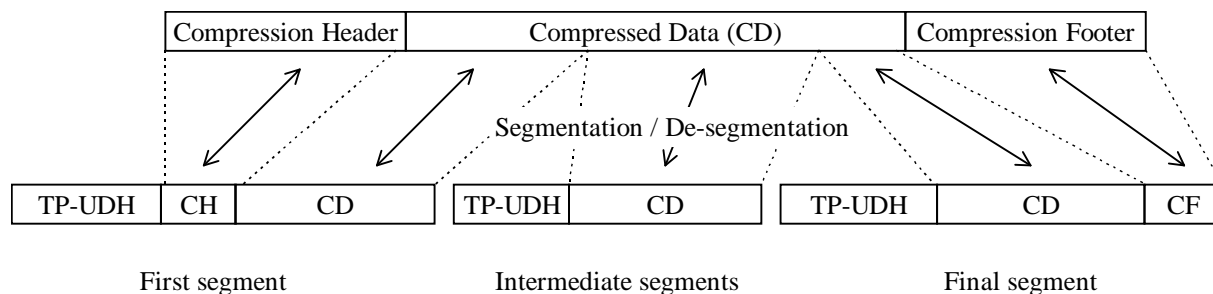 Compression Header Compressed Data (CD) Compression Footer
Segmentation / De-segmentation
TP-UDH CH CD TP-UDH CD TP-UDH CD CF
First segment Intermediate segments Final segment